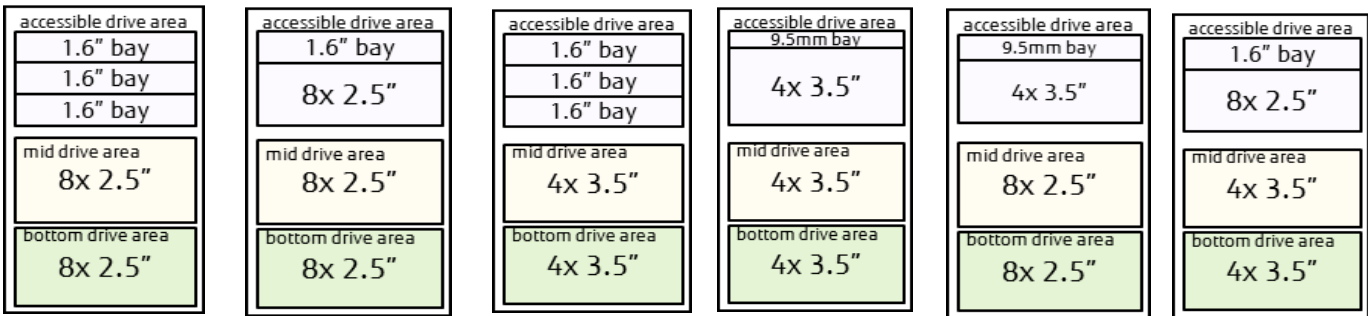 accessible drive area
1.6" bay
1.6" bay
1.6" bay
mid drive area
8x 2.5"
bottom drive area
8x 2.5"
accessible drive area
1.6" bay
8x 2.5"
mid drive area
8x 2.5"
bottom drive area
8x 2.5"
accessible drive area
1.6" bay
1.6" bay
1.6" bay
mid drive area
4x 3.5"
bottom drive area
4x 3.5"
accessible drive area
9.5mm bay
4x 3.5"
mid drive area
4x 3.5"
bottom drive area
4x 3.5"
accessible drive area
9.5mm bay
4x 3.5"
mid drive area
8x 2.5"
bottom drive area
8x 2.5"
accessible drive area
1.6" bay
8x 2.5"
mid drive area
4x 3.5"
bottom drive area
4x 3.5"